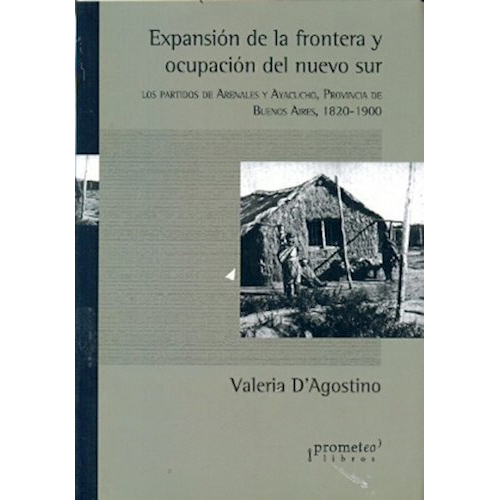 Expansión de la frontera y
ocupación del nuevo sur
LOS PARTIDOS DE ARENALES Y AYACUCHO, PROVINCIA DE
BUENOS AIRES, 1820-1900
Valeria D'Agostino
prometeo
libros